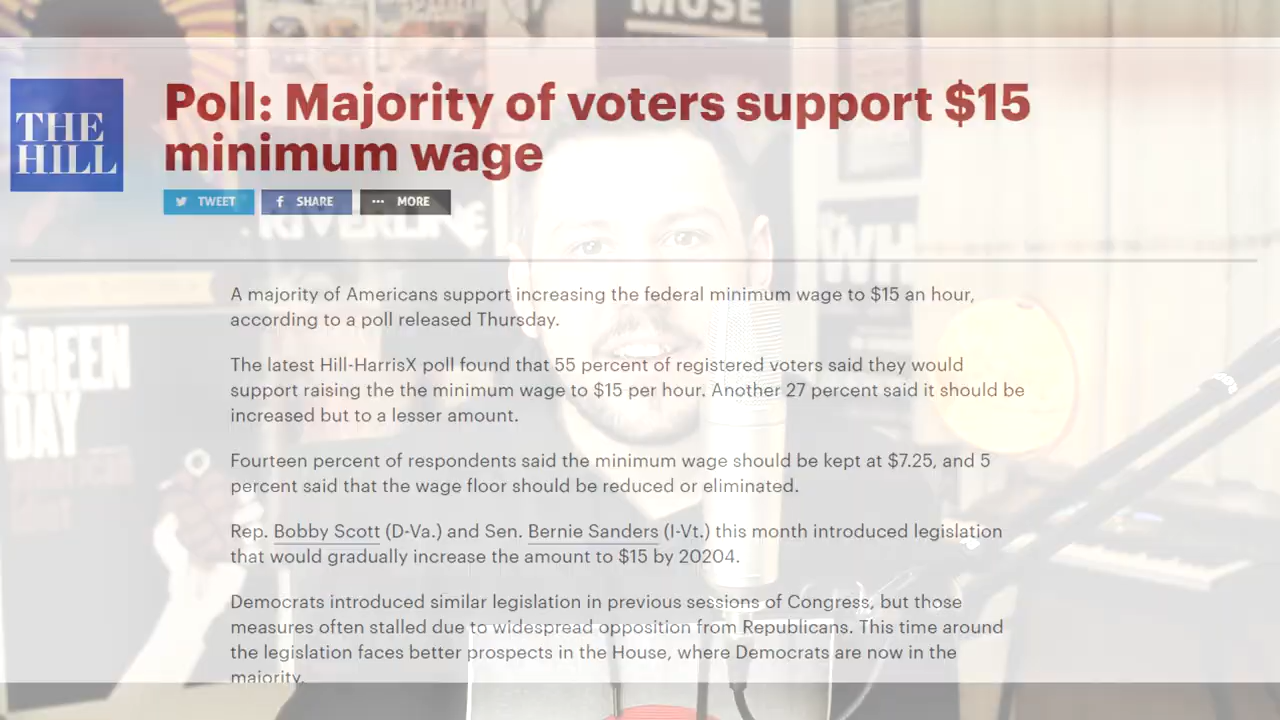 MUSE
THE
HILL
Poll: Majority of voters support $15
minimum wage
TWEET
SHARE
MORE
RIVERLINE
WH
GREEN
DAY
A majority of Americans support increasing the federal minimum wage to $15 an hour,
according to a poll released Thursday.
The latest Hill-HarrisX poll found that 55 percent of registered voters said they would
support raising the the minimum wage to $15 per hour. Another 27 percent said it should be
increased but to a lesser amount.
Fourteen percent of respondents said the minimum wage should be kept at $7.25, and 5
percent said that the wage floor should be reduced or eliminated.
Rep. Bobby Scott (D-Va.) and Sen. Bernie Sanders (I-Vt.) this month introduced legislation
that would gradually increase the amount to $15 by 20204.
Democrats introduced similar legislation in previous sessions of Congress, but those
measures often stalled due to widespread opposition from Republicans. This time around
the legislation faces better prospects in the House, where Democrats are now in the
majority.